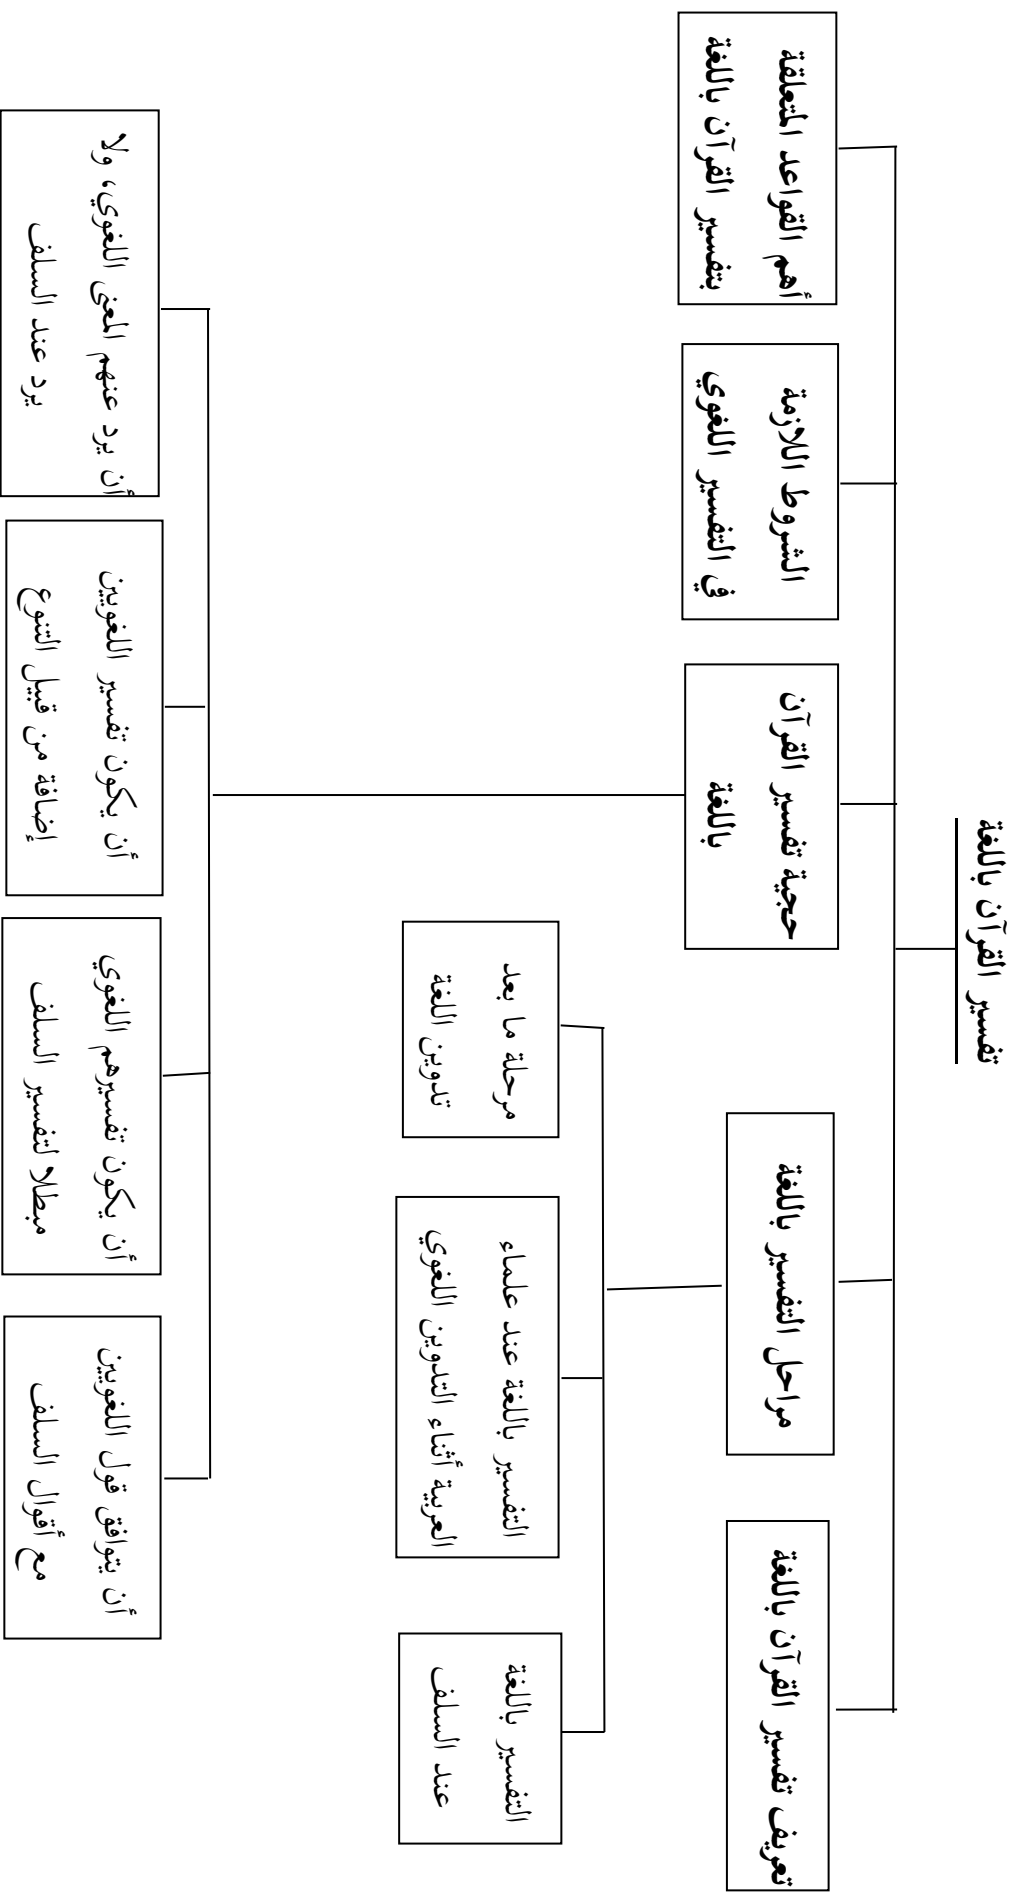 تفسير القرآن باللغة
تعريف تفسير القرآن باللغة
مراحل التفسير باللغة
حجية تفسير القرآن
باللغة
الشروط اللازمة
في التفسير اللغوي
أهم القواعد المتعلقة
بتفسير القرآن باللغة
التفسير باللغة
عند السلف
التفسير باللغة عند علماء
العربية أثناء التدوين اللغوي
مرحلة ما بعد
تدوين اللغة
أن يتوافق قول اللغويين
مع أقوال السلف
أن يكون تفسيرهم اللغوي
مبطلا لتفسير السلف
أن يكون تفسير اللغويين
إضافة من قبيل التنوع
أن يرد عنهم المعنى اللغوي، ولا
يرد عند السلف